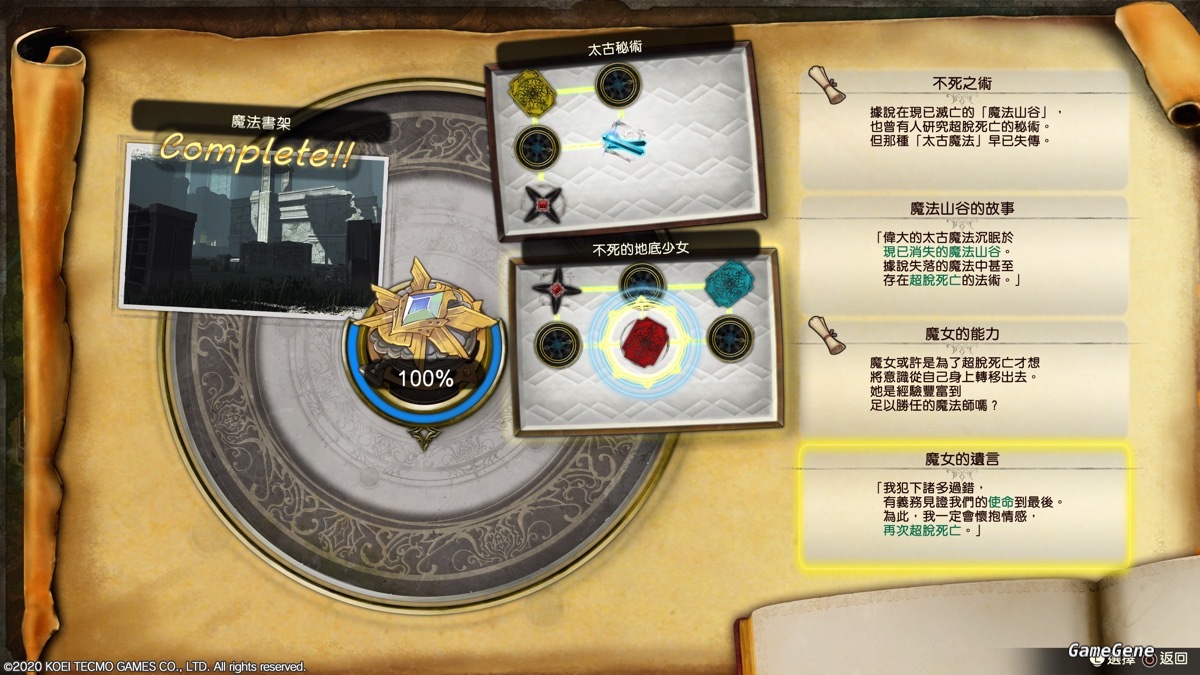 魔法書架
Complete!!
100%
太古秘術
不死的地底少女
不死之術
據說在現已滅亡的「魔法山谷」，
也曾有人研究超脫死亡的秘術。
但那種「太古魔法」早已失傳。
魔法山谷的故事
「偉大的太古魔法沉眠於
現已消失的魔法山谷。
據說失落的魔法中甚至
存在超脫死亡的法術。」
魔女的能力
魔女或許是為了超脫死亡才想
將意識從自己身上轉移出去。
她是經驗豐富到
足以勝任的魔法師嗎？
魔女的遺言
「我犯下諸多過錯，
有義務見證我們的使命到最後。
為此，我一定會懷抱情感，
再次超脫死亡。」
©2020 KOEI TECMO GAMES CO., LTD. All rights reserved.
GameGene
L 選擇 返回